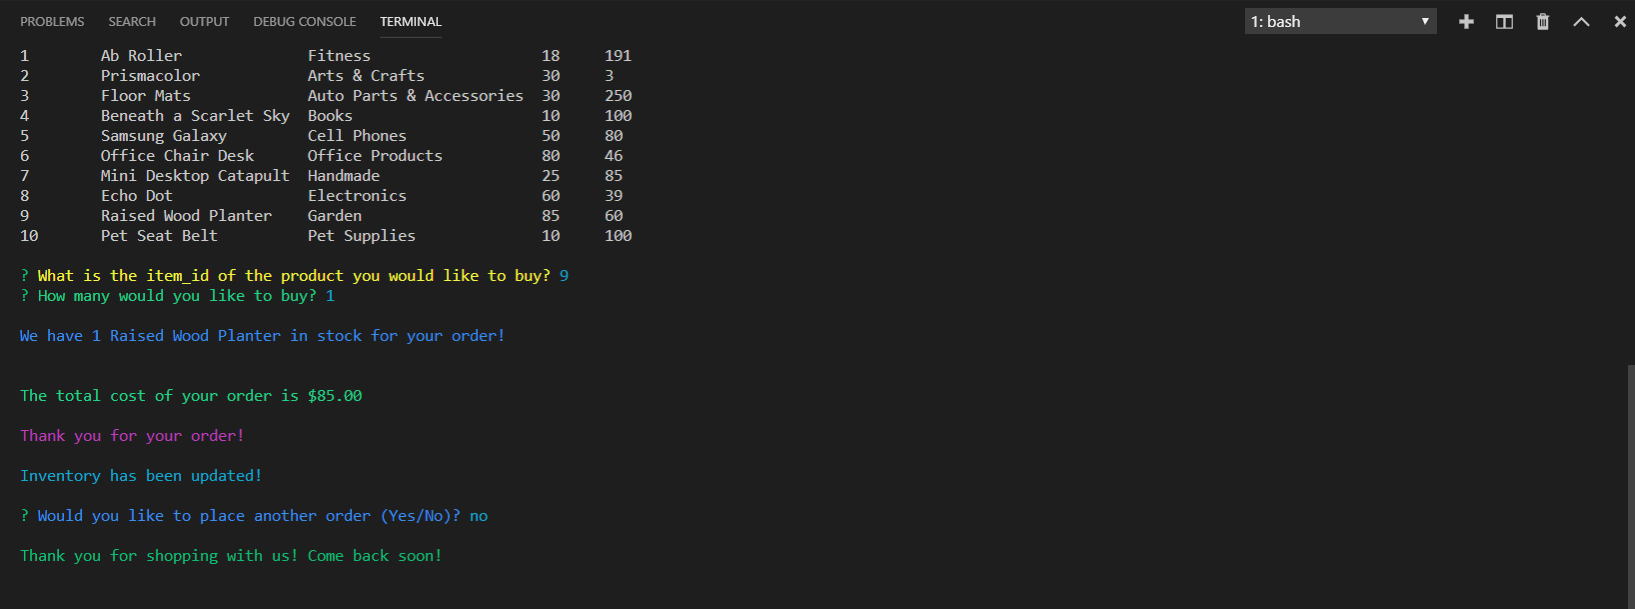 PROBLEMS SEARCH OUTPUT DEBUG CONSOLE TERMINAL 1: bash
1 Ab Roller Fitness 18 191
2 Prismacolor Arts & Crafts 30 3
3 Floor Mats Auto Parts & Accessories 30 250
4 Beneath a Scarlet Sky Books 10 100
5 Samsung Galaxy Cell Phones 50 80
6 Office Chair Desk Office Products 80 46
7 Mini Desktop Catapult Handmade 25 85
8 Echo Dot Electronics 60 39
9 Raised Wood Planter Garden 85 60
10 Pet Seat Belt Pet Supplies 10 100
? What is the item_id of the product you would like to buy? 9
? How many would you like to buy? 1
We have 1 Raised Wood Planter in stock for your order!
The total cost of your order is $85.00
Thank you for your order!
Inventory has been updated!
? Would you like to place another order (Yes/No)? no
Thank you for shopping with us! Come back soon!